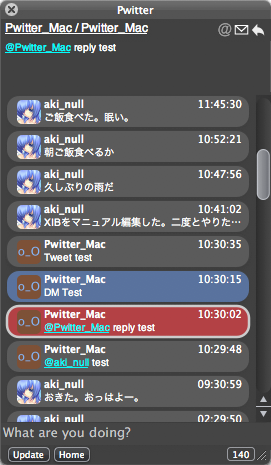 Pwitter
Pwitter_Mac / Pwitter_Mac
@Pwitter_Mac reply test
aki_null 11:45:30
ご飯食べた。眠い。
aki_null 10:52:21
朝ご飯食べるか
aki_null 10:47:56
久しぶりの雨だ
aki_null 10:41:02
XIBをマニュアル編集した。二度とやりた…
Pwitter_Mac 10:30:35
Tweet test
Pwitter_Mac 10:30:15
DM Test
Pwitter_Mac 10:30:02
@Pwitter_Mac reply test
Pwitter_Mac 10:29:48
@aki_null test
aki_null 09:30:59
おきた。おっはよー。
aki_null 02:29:50
What are you doing?
Update Home 140